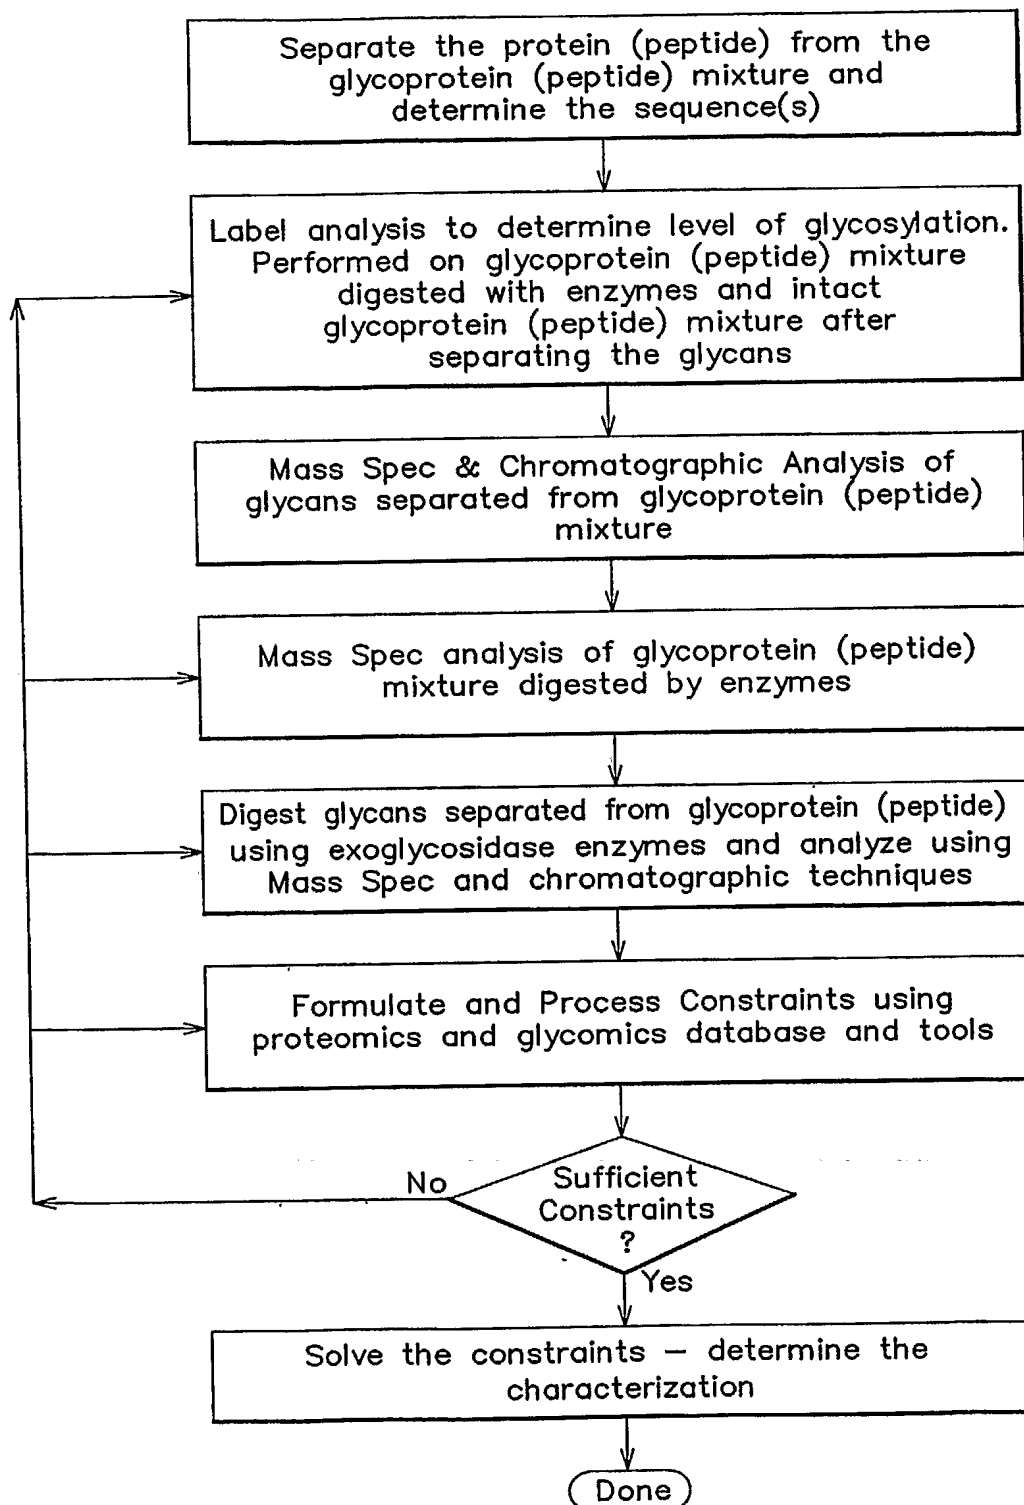 Separate the protein (peptide) from the
glycoprotein (peptide) mixture and
determine the sequence(s)
Label analysis to determine level of glycosylation.
Performed on glycoprotein (peptide) mixture
digested with enzymes and intact
glycoprotein (peptide) mixture after
separating the glycans
Mass Spec & Chromatographic Analysis of
glycans separated from glycoprotein (peptide)
mixture
Mass Spec analysis of glycoprotein (peptide)
mixture digested by enzymes
Digest glycans separated from glycoprotein (peptide)
using exoglycosidase enzymes and analyze using
Mass Spec and chromatographic techniques
Formulate and Process Constraints using
proteomics and glycomics database and tools
No
Sufficient
Constraints
?
Yes
Solve the constraints – determine the
characterization
Done